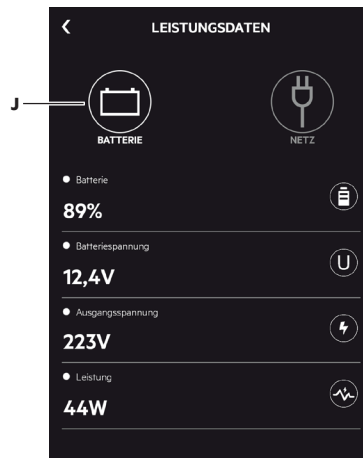 LEISTUNGSDATEN
J
BATTERIE
NETZ
Batterie
89%
Batteriespannung
12,4V
U
Ausgangsspannung
223V
Leistung
44W